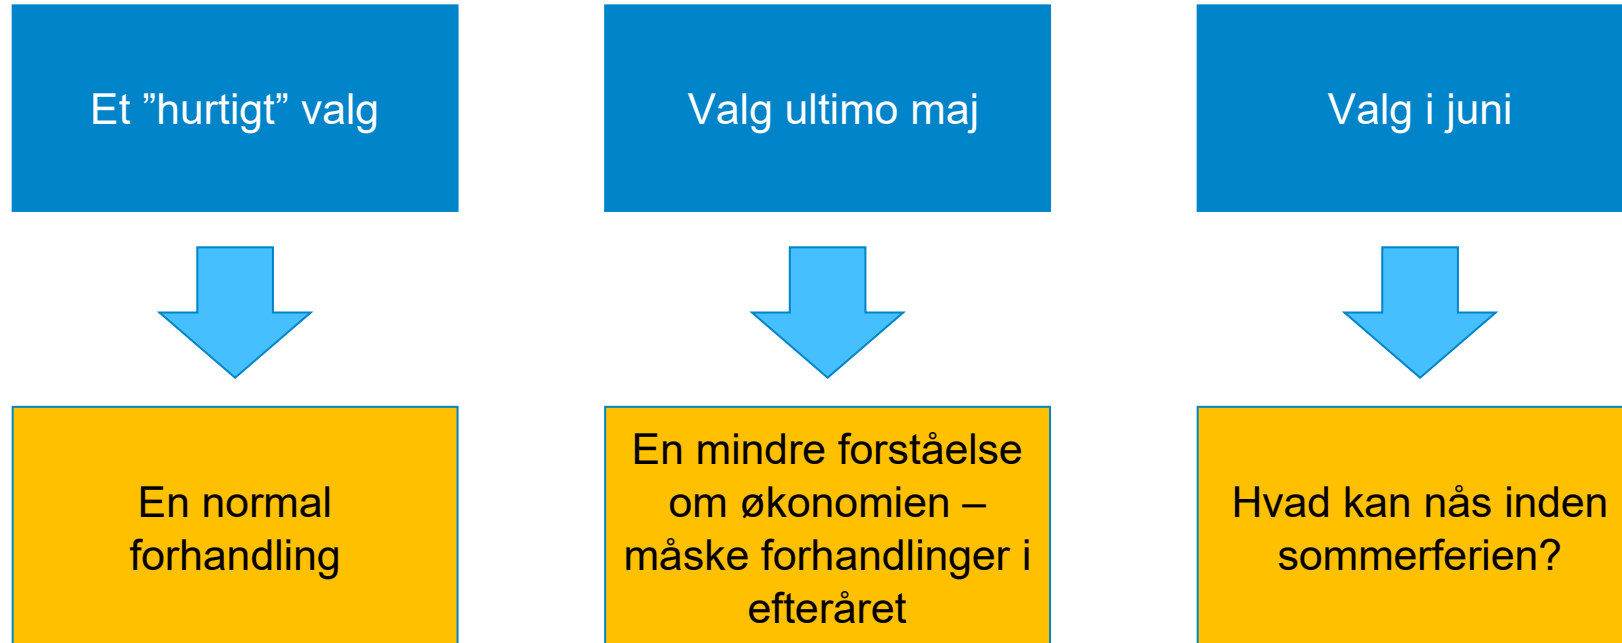 Et ”hurtigt” valg
Valg ultimo maj
Valg i juni
En normal
forhandling
En mindre forståelse
om økonomien –
måske forhandlinger i
efteråret
Hvad kan nås inden
sommerferien?